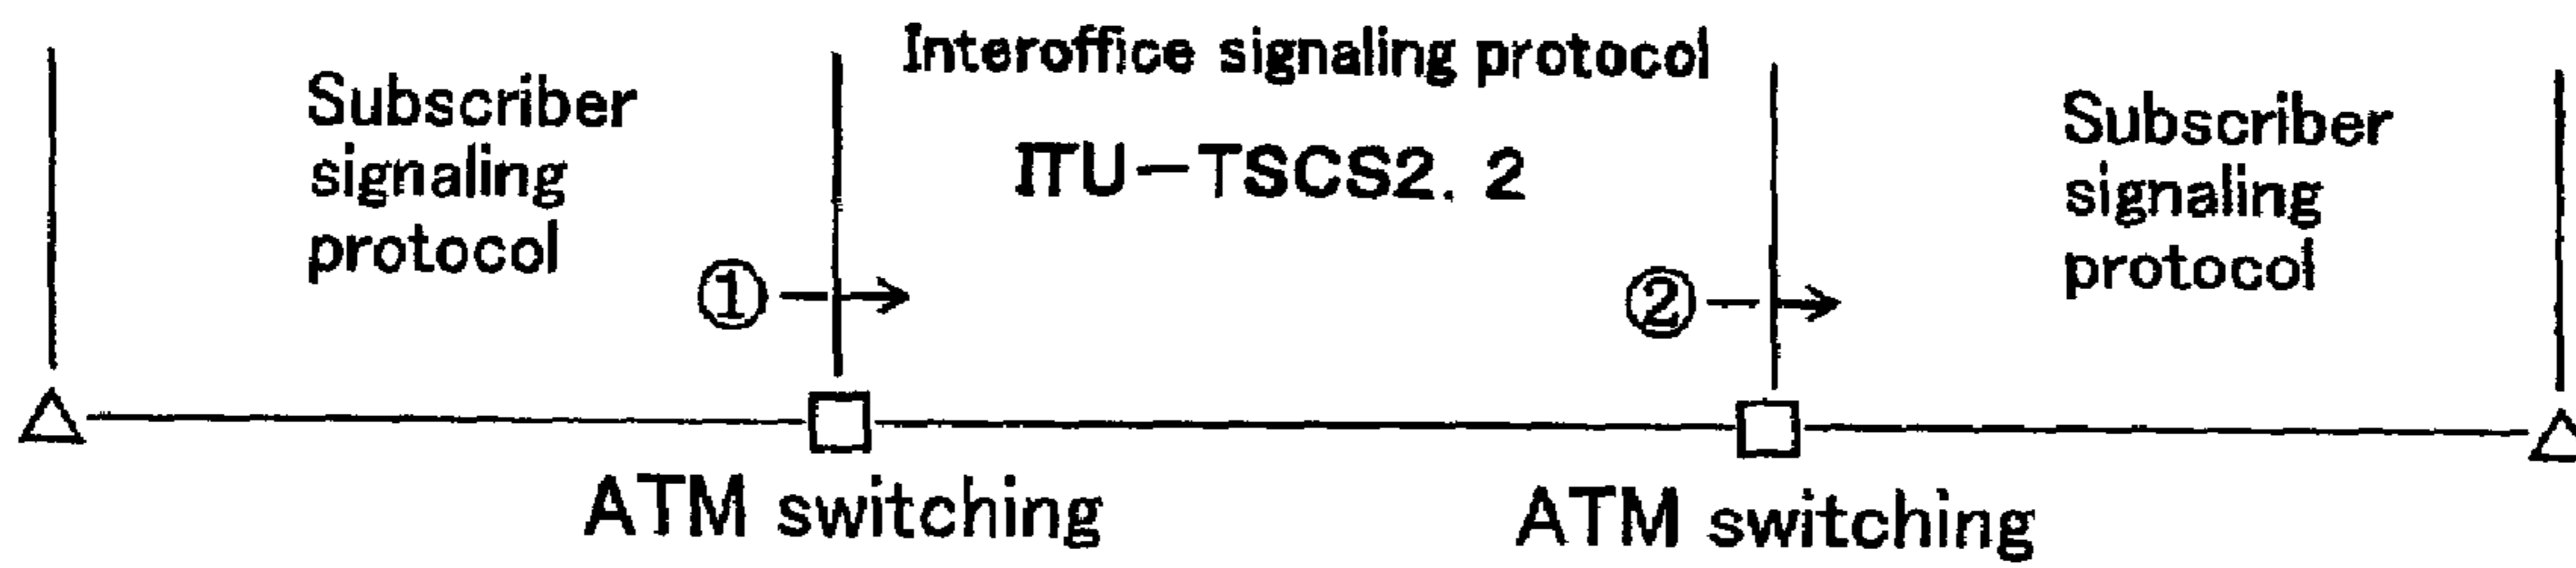 Subscriber
signaling
protocol
①
Interoffice signaling protocol
ITU-TSCS2. 2
②
Subscriber
signaling
protocol
ATM switching
ATM switching